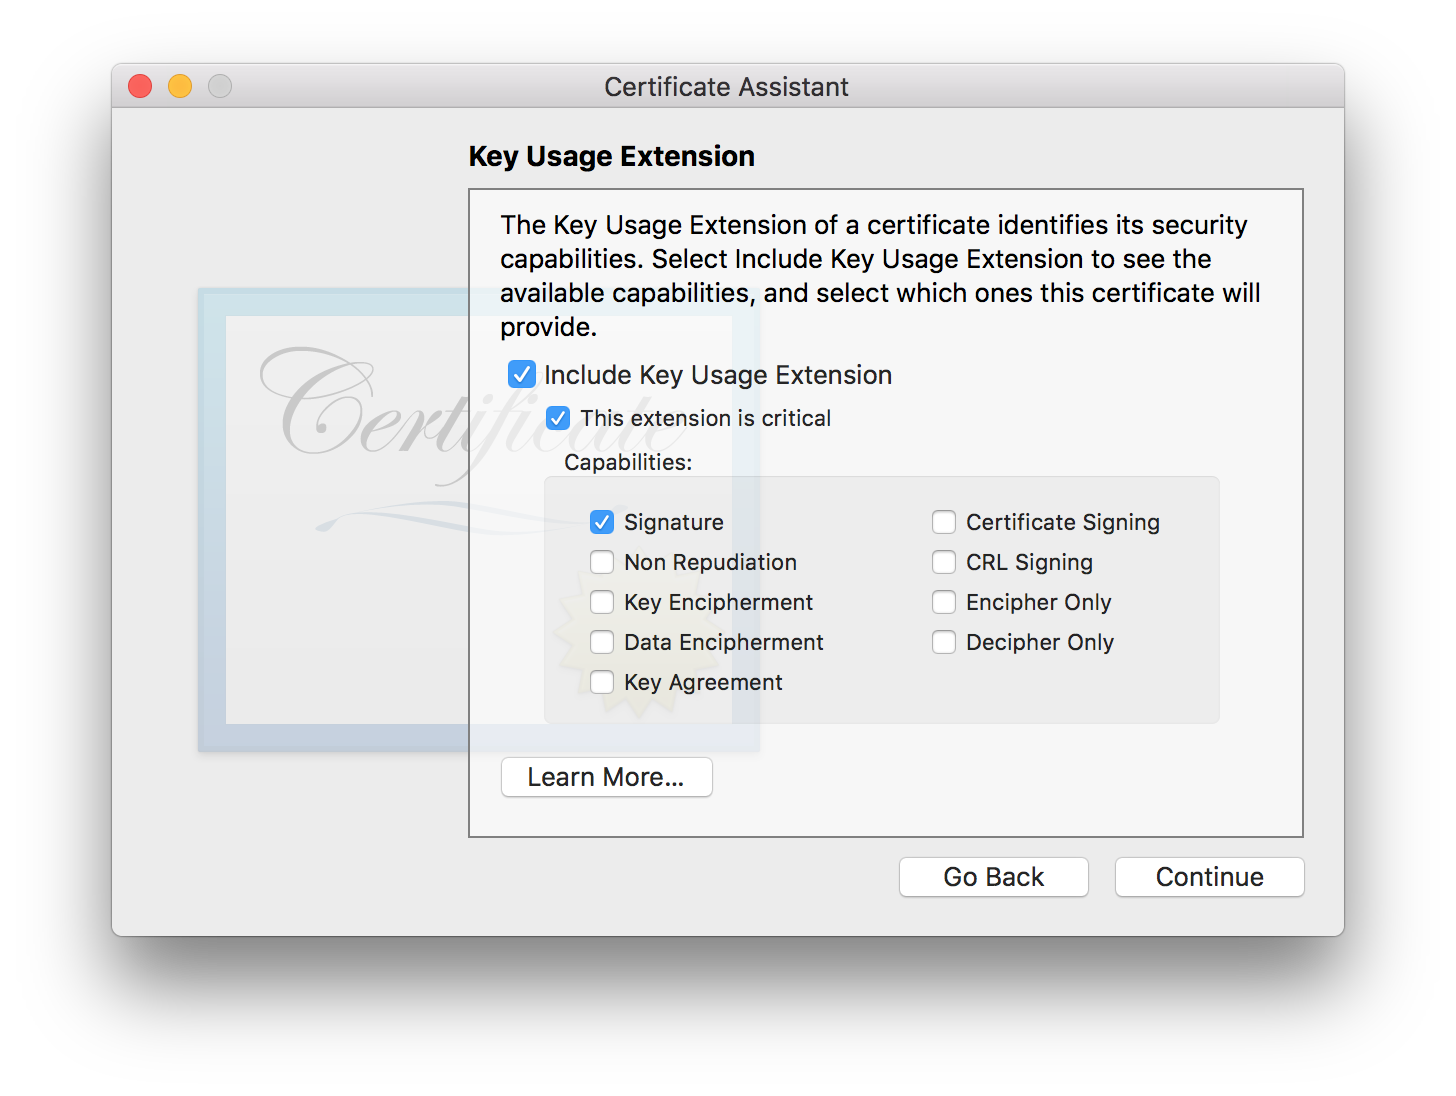 Certificate Assistant
Key Usage Extension
The Key Usage Extension of a certificate identifies its security
capabilities. Select Include Key Usage Extension to see the
available capabilities, and select which ones this certificate will
provide.
Certificate
Include Key Usage Extension
This extension is critical
Capabilities:
Signature
Non Repudiation
Key Encipherment
Data Encipherment
Key Agreement
Certificate Signing
CRL Signing
Encipher Only
Decipher Only
Learn More...
Go Back
Continue